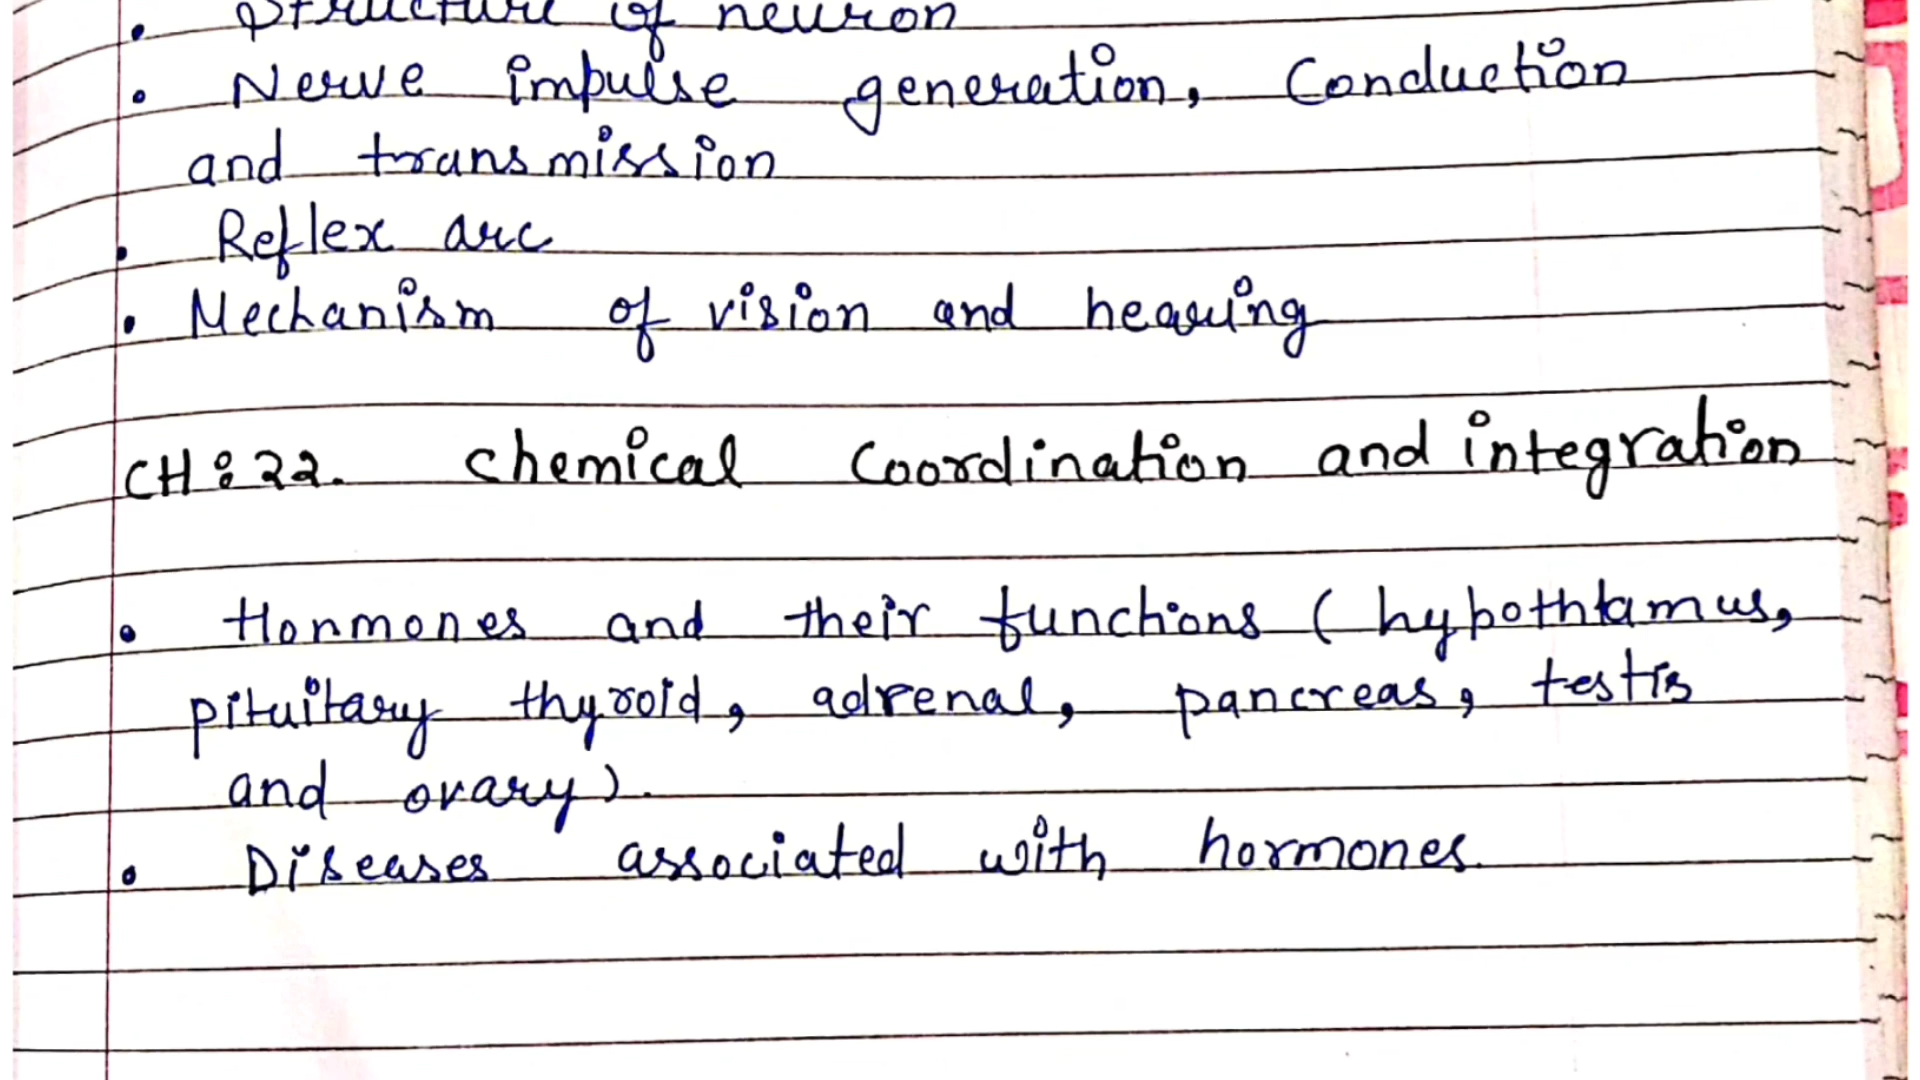 • Structure of neuron
• Nerve impulse generation, Conduction
and transmission
• Reflex arc
• Mechanism of vision and hearing
CH:22. Chemical Coordination and integration
• Hormones and their functions (hypothlamus,
pituitary thyroid, adrenal, pancreas, testis
and ovary).
• Diseases associated with hormones.